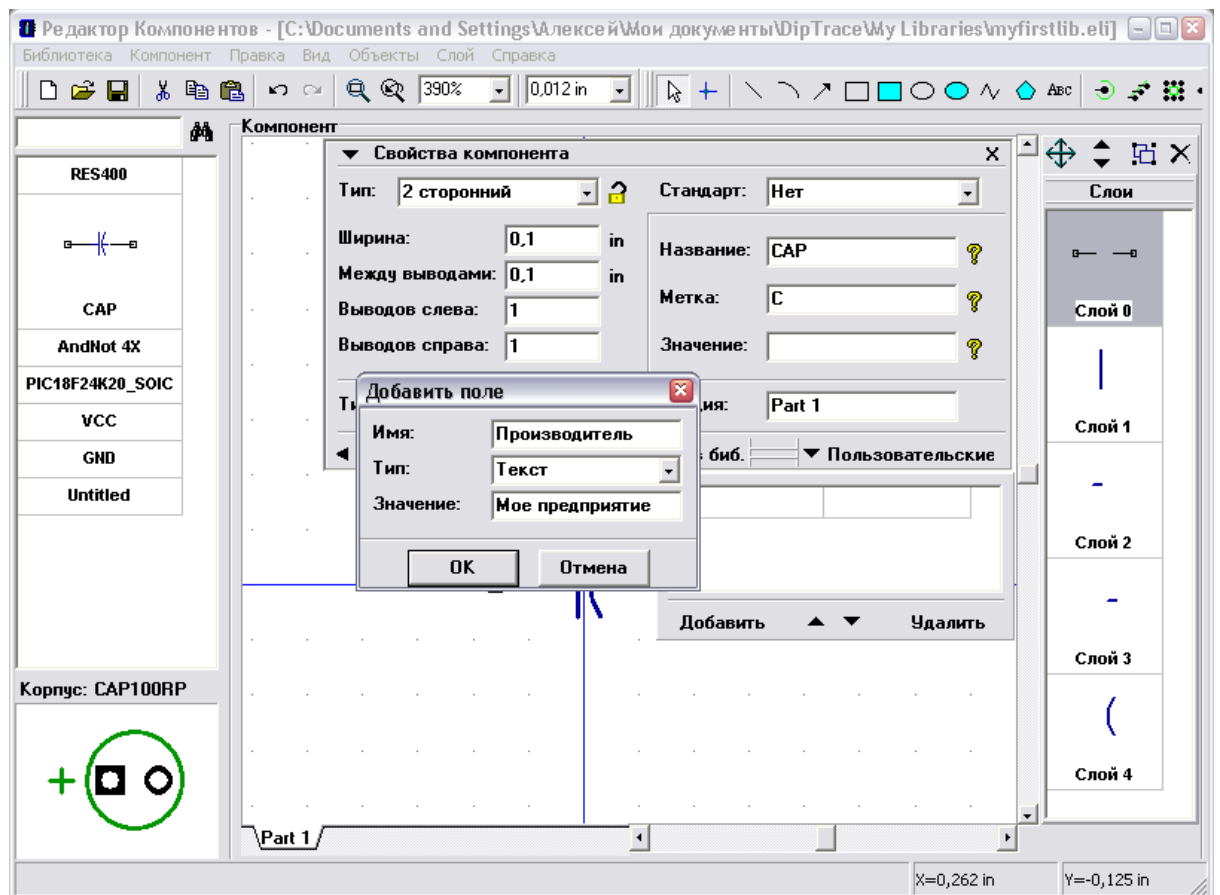 Редактор Компонентов - [C:\Documents and Settings\Алексей\Мои документы\DipTrace\My Libraries\myfirstlib.eli]
Библиотека Компонент Правка Вид Объекты Слой Справка
390% 0,012 in ABC
Компонент
RES400
CAP
AndNot 4X
PIC18F24K20_SOIC
VCC
GND
Untitled
Корпус: CAP100RP
Свойства компонента X
Тип: 2 сторонний Стандарт: Нет
Ширина: 0,1 in
Между выводами: 0,1 in
Выводов слева: 1
Выводов справа: 1
Название: CAP
Метка: C
Значение:
ия: Part 1
биб. Пользовательские
Добавить поле
Имя: Производитель
Тип: Текст
Значение: Мое предприятие
OK Отмена
Добавить Удалить
Слои
Слой 0
Слой 1
Слой 2
Слой 3
Слой 4
Part 1
X=0,262 in Y=-0,125 in